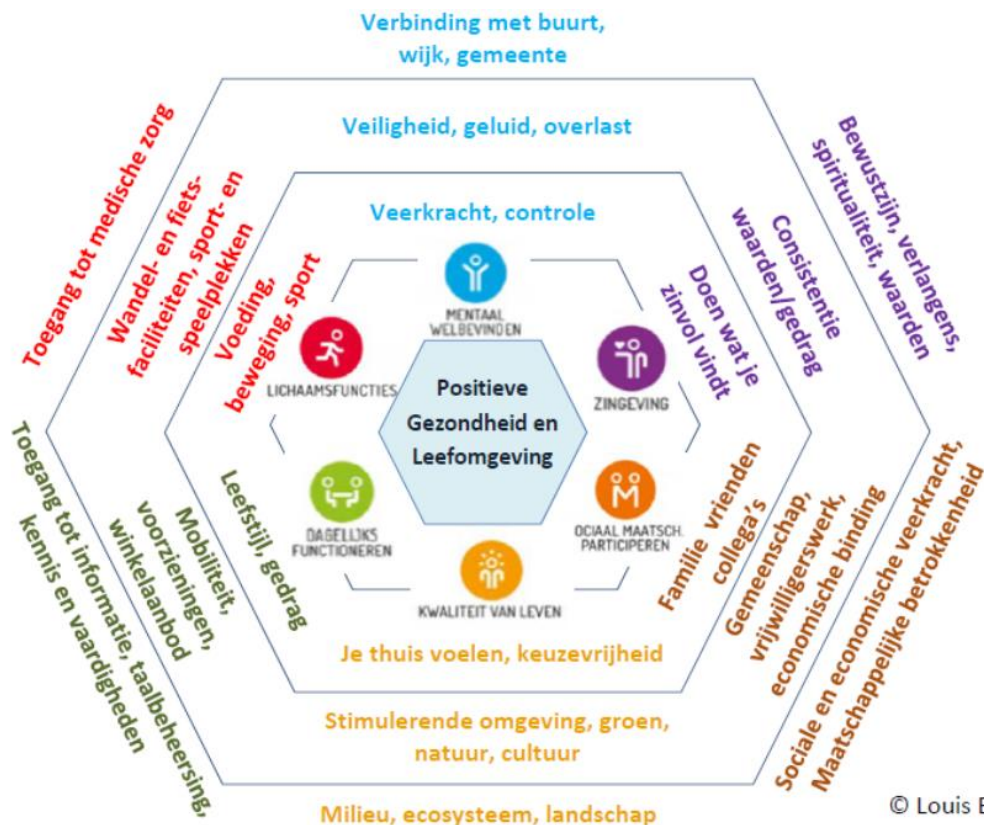 Verbinding met buurt,
wijk, gemeente
Veiligheid, geluid, overlast
Veerkracht, controle
Toegang tot medische zorg
Wandel- en fiets-
faciliteiten, sport- en
speelplekken
Voeding,
beweging, sport
Bewustzijn, verlangens,
spiritualiteit, waarden
Consistentie
waarden/gedrag
Doen wat je
zinvol vindt
MENTAAL
WELBEVINDEN
LICHAAMSFUNCTIES
ZINGEVING
Positieve
Gezondheid en
Leefomgeving
DAGELIJKS
FUNCTIONEREN
OCIAAL MAATSCH.
PARTICIPEREN
KWALITEIT VAN LEVEN
Leefstijl, gedrag
Mobiliteit,
voorzieningen,
winkelaanbod
Toegang tot informatie, taalbeheersing,
kennis en vaardigheden
Familie vrienden
collega's
Gemeenschap,
vrijwilligerswerk,
economische binding
Sociale en economische veerkracht,
Maatschappelijke betrokkenheid
Je thuis voelen, keuzevrijheid
Stimulerende omgeving, groen,
natuur, cultuur
Milieu, ecosysteem, landschap
© Louis